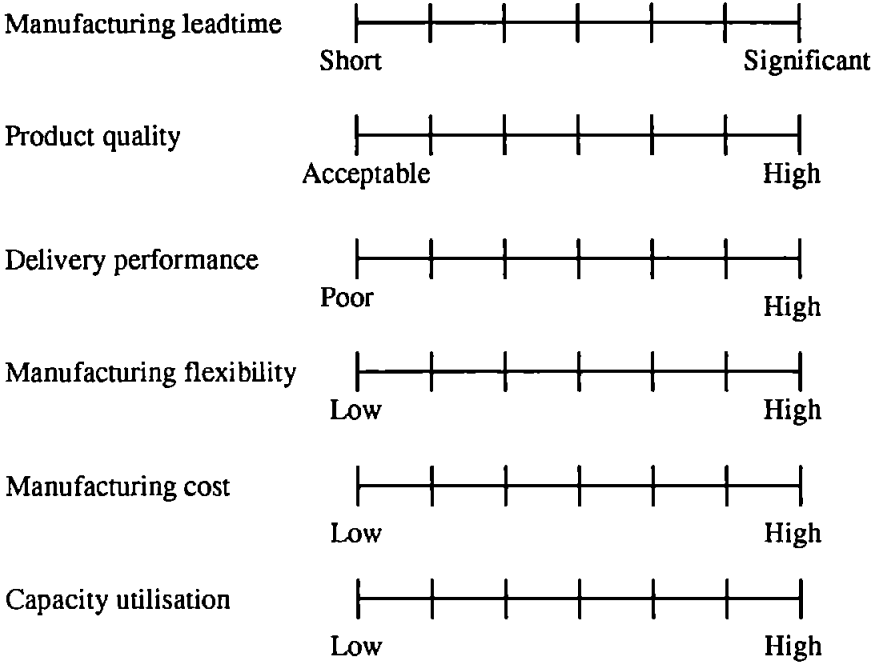 Manufacturing leadtime
Short Significant
Product quality
Acceptable High
Delivery performance
Poor High
Manufacturing flexibility
Low High
Manufacturing cost
Low High
Capacity utilisation
Low High